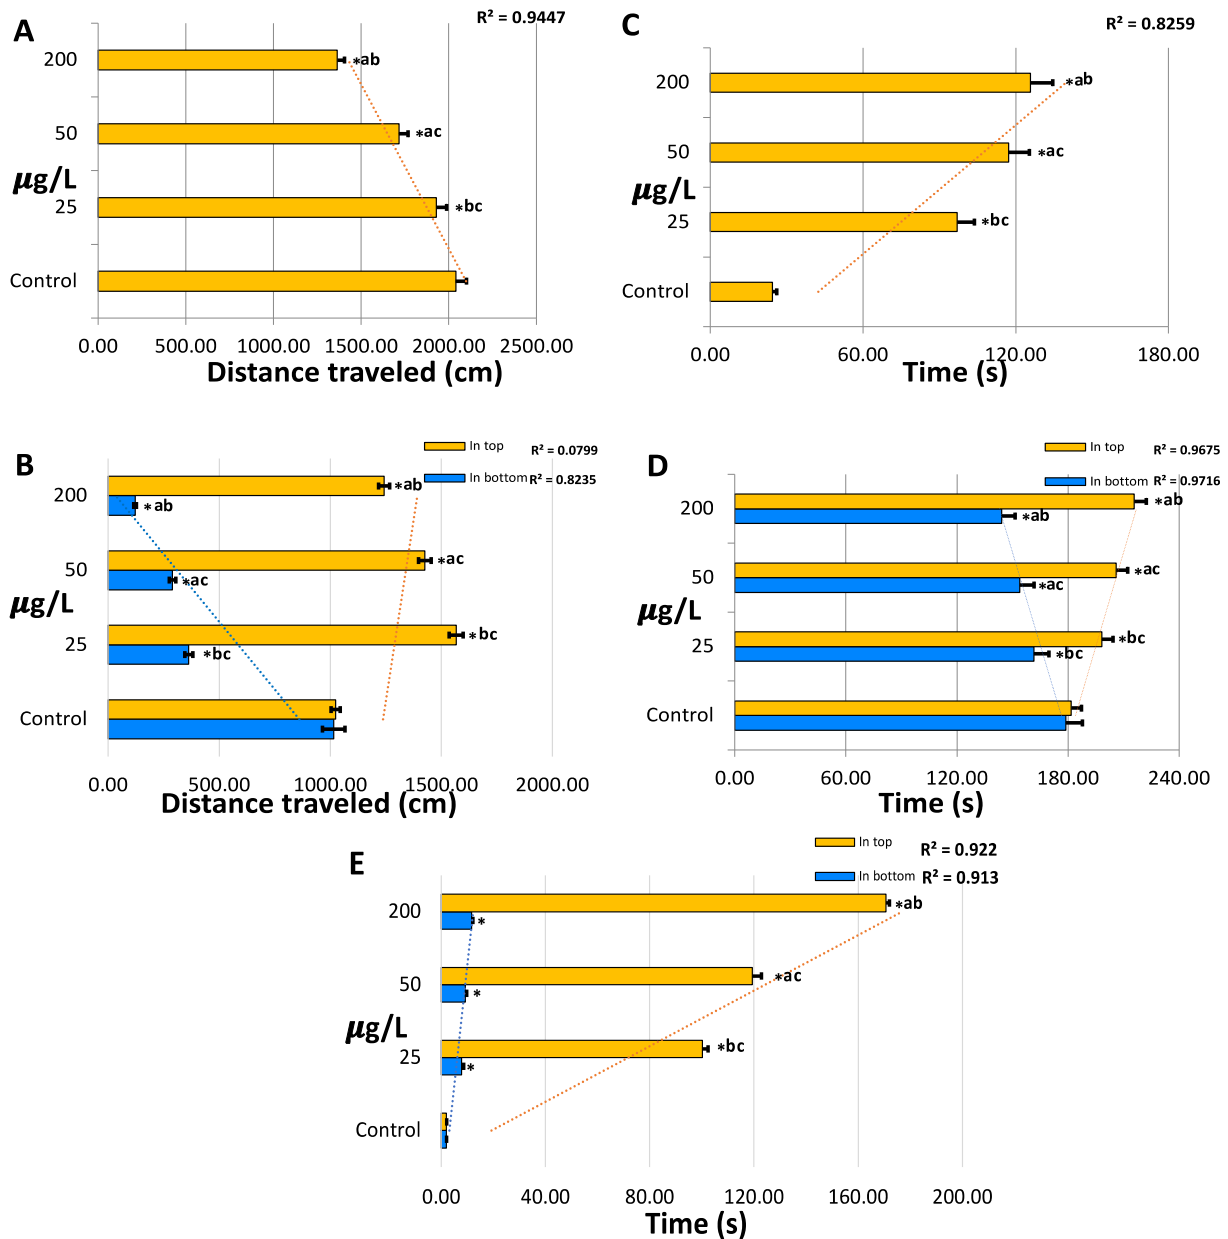 A
R² = 0.9447
200
*ab
50
*ac
µg/L
25
*bc
Control
0.00 500.00 1000.00 1500.00 2000.00 2500.00
Distance traveled (cm)
C
R² = 0.8259
200
*ab
50
*ac
µg/L
25
*bc
Control
0.00 60.00 120.00 180.00
Time (s)
B
In top R² = 0.0799
In bottom R² = 0.8235
200
*ab
*ab
50
*ac
*ac
µg/L
25
*bc
*bc
Control
0.00 500.00 1000.00 1500.00 2000.00
Distance traveled (cm)
D
In top R² = 0.9675
In bottom R² = 0.9716
200
*ab
*ab
50
*ac
*ac
µg/L
25
*bc
*bc
Control
0.00 60.00 120.00 180.00 240.00
Time (s)
E
In top R² = 0.922
In bottom R² = 0.913
200
*ab
*
50
*ac
*
µg/L
25
*bc
*
Control
0.00 40.00 80.00 120.00 160.00 200.00
Time (s)